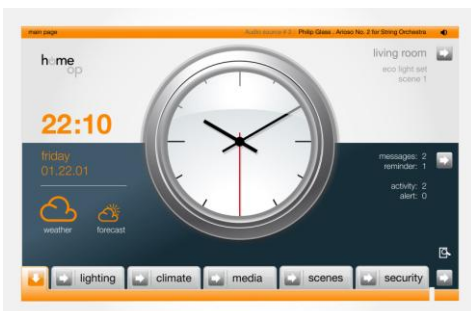 main page
Audio source # 2 : Philip Glass . Arioso No. 2 for String Orchestra
home
op
living room
eco light set
scene 1
22:10
friday
01.22.01
messages: 2
reminder: 1
activity: 2
alert: 0
weather
forecast
lighting
climate
media
scenes
security